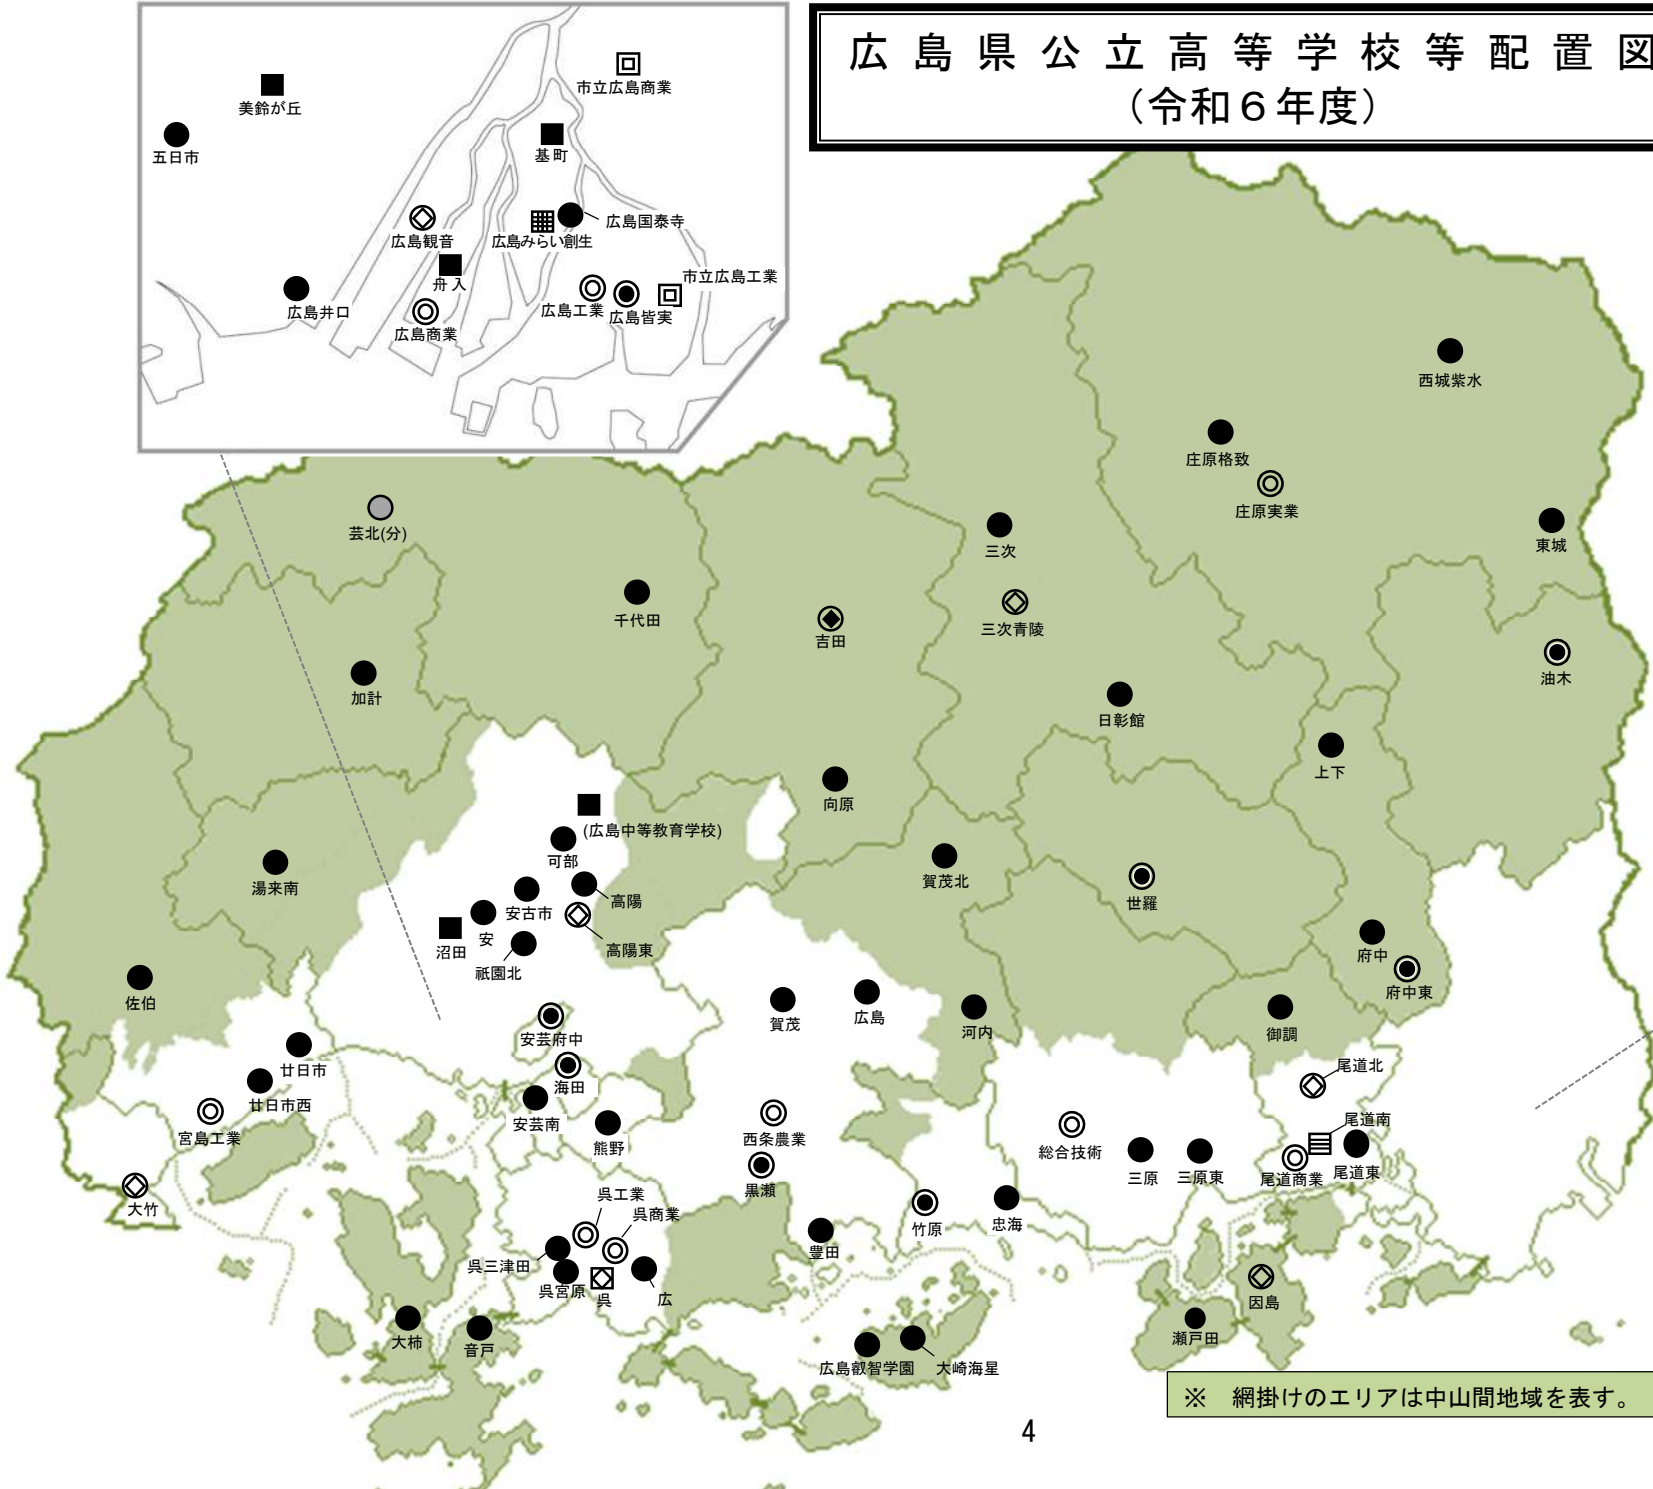 広島県公立高等学校等配置図
（令和６年度）
市立広島商業
美鈴が丘
五日市
基町
広島国泰寺
広島観音
広島みらい創生
舟入
市立広島工業
広島井口
広島商業
広島工業
広島皆実
西城紫水
庄原格致
庄原実業
芸北(分)
三次
東城
千代田
吉田
三次青陵
油木
加計
日彰館
上下
向原
(広島中等教育学校)
可部
湯来南
高陽
安古市
賀茂北
世羅
安
沼田
高陽東
祇園北
府中
府中東
佐伯
賀茂
広島
河内
御調
安芸府中
廿日市
海田
尾道北
廿日市西
安芸南
宮島工業
熊野
西条農業
総合技術
尾道南
三原
三原東
尾道商業
尾道東
黒瀬
大竹
呉工業
呉商業
竹原
忠海
豊田
呉三津田
呉宮原
呉
広
因島
大柿
音戸
瀬戸田
広島叡智学園
大崎海星
※　網掛けのエリアは中山間地域を表す。
4